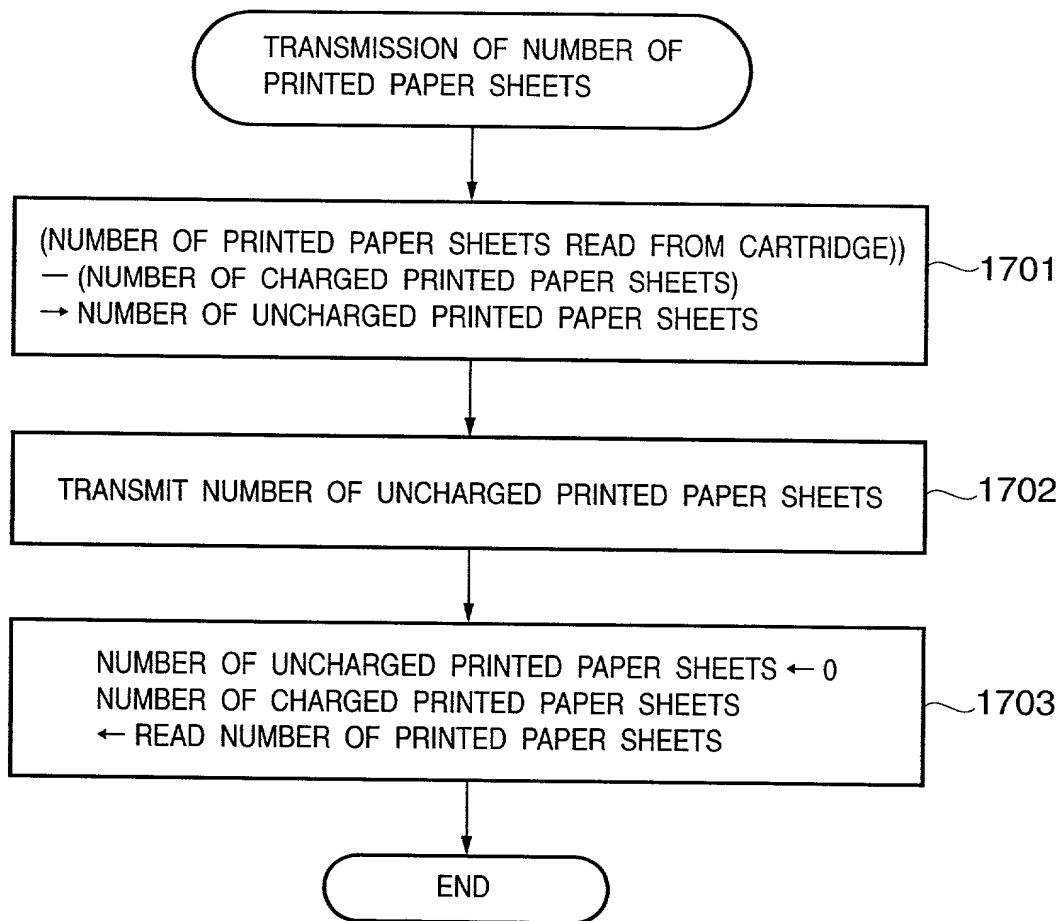 TRANSMISSION OF NUMBER OF
PRINTED PAPER SHEETS
(NUMBER OF PRINTED PAPER SHEETS READ FROM CARTRIDGE))
— (NUMBER OF CHARGED PRINTED PAPER SHEETS)
→ NUMBER OF UNCHARGED PRINTED PAPER SHEETS
1701
TRANSMIT NUMBER OF UNCHARGED PRINTED PAPER SHEETS
1702
NUMBER OF UNCHARGED PRINTED PAPER SHEETS ← 0
NUMBER OF CHARGED PRINTED PAPER SHEETS
← READ NUMBER OF PRINTED PAPER SHEETS
1703
END